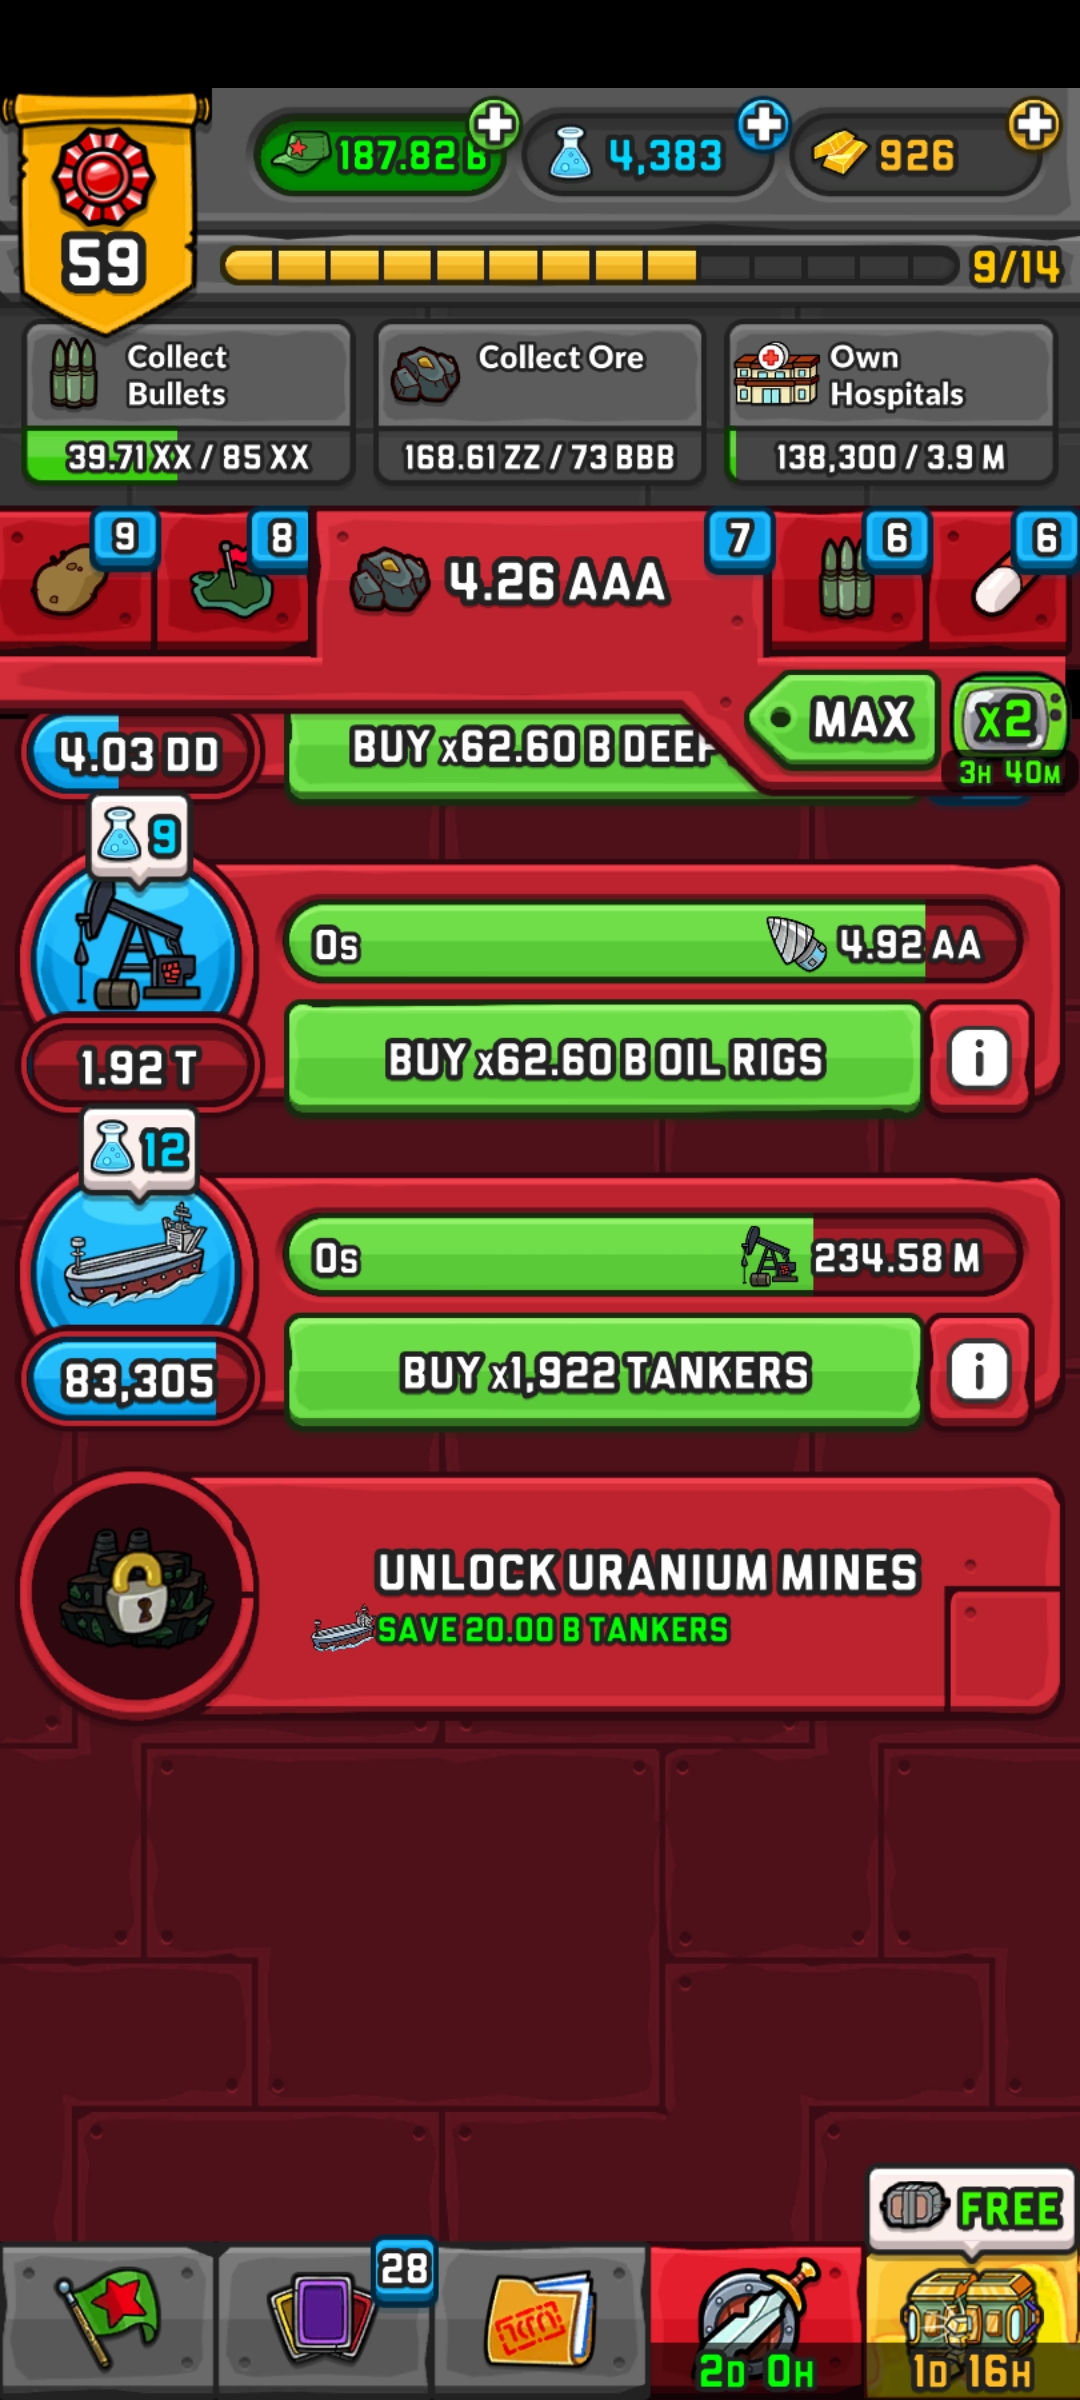 187.82 B
4,383
926
59
9/14
Collect
Bullets
39.71 XX / 85 XX
Collect Ore
168.61 ZZ / 73 BBB
Own
Hospitals
138,300 / 3.9 M
9
8
4.26 AAA
7
6
6
MAX
x2
3H 40M
4.03 DD
BUY x62.60 B DEEP
9
0s
4.92 AA
1.92 T
BUY x62.60 B OIL RIGS
i
12
0s
234.58 M
83,305
BUY x1,922 TANKERS
i
UNLOCK URANIUM MINES
SAVE 20.00 B TANKERS
FREE
28
2D 0H
1D 16H